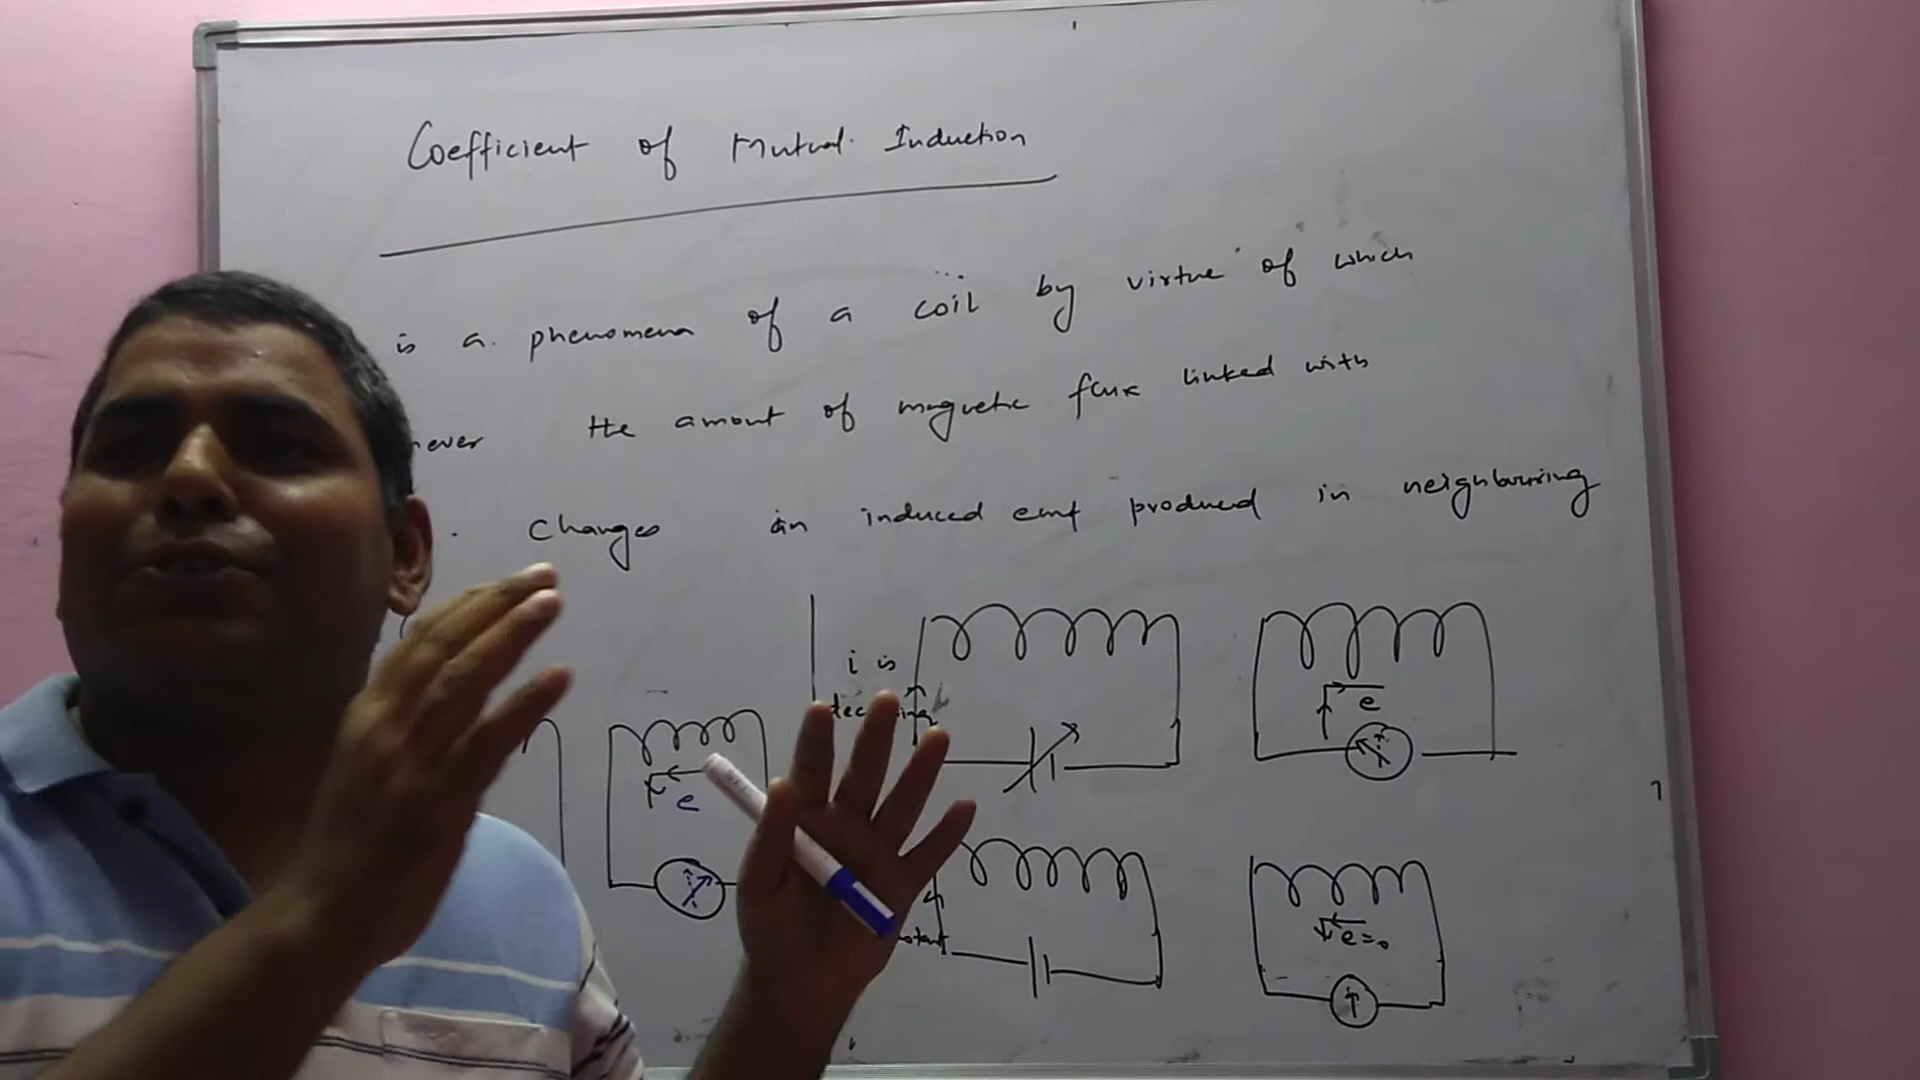 Coefficient of Mutual Induction
is a phenomena of a coil by virtue of which
never the amount of magnetic flux linked with
changes an induced emf produced in neighbouring
i is
e
e
e=0